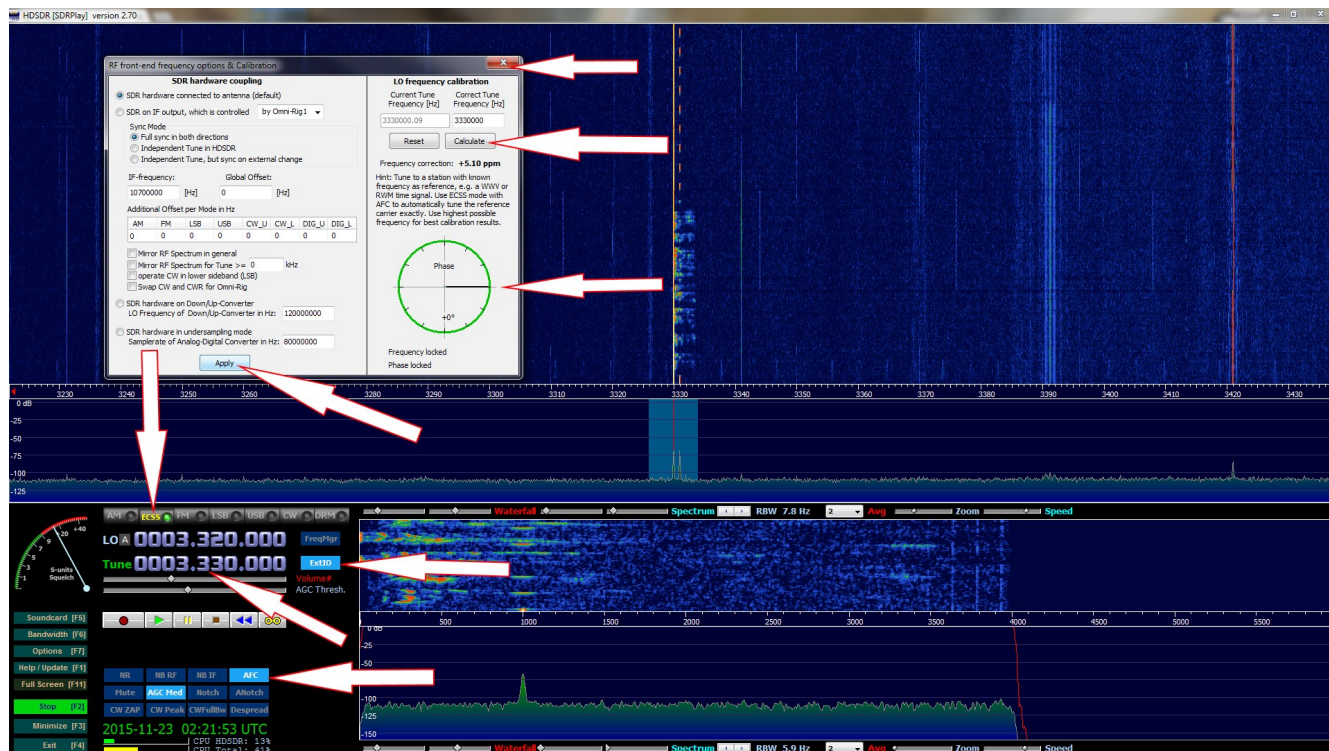 HDSDR [SDRPlay] version 2.70
RF front-end frequency options & Calibration
SDR hardware coupling
SDR hardware connected to antenna (default)
SDR on IF output, which is controlled by Omni-Rig1
Sync Mode
Full sync in both directions
Independent Tune in HDSDR
Independent Tune, but sync on external change
IF-frequency: Global Offset:
10700000 [Hz] 0 [Hz]
Additional Offset per Mode in Hz
AM FM LSB USB CW_U CW_L DIG_U DIG_L
0 0 0 0 0 0 0 0
Mirror RF Spectrum in general
Mirror RF Spectrum for Tune >= 0 kHz
operate CW in lower sideband (LSB)
Swap CW and CWR for Omni-Rig
SDR hardware on Down/Up-Converter
LO Frequency of Down/Up-Converter in Hz: 120000000
SDR hardware in undersampling mode
Samplerate of Analog-Digital Converter in Hz: 80000000
Apply
LO frequency calibration
Current Tune Correct Tune
Frequency [Hz] Frequency [Hz]
3330000.09 3330000
Reset Calculate
Frequency correction: +5.10 ppm
Hint: Tune to a station with known
frequency as reference, e.g. a WWV or
RWM time signal. Use ECSS mode with
AFC to automatically tune the reference
carrier exactly. Use highest possible
frequency for best calibration results.
Phase
+0°
Frequency locked
Phase locked
3230 3240 3250 3260 3280 3290 3300 3310 3320 3330 3340 3350 3360 3370 3380 3390 3400 3410 3420 3430
0 dB
-25
-50
-75
-100
-125
AM ECSS FM LSB USB CW DRM
LO A 0003.320.000 FreqMgr
Tune 0003.330.000 ExtIO
Volume#
AGC Thresh.
+40
20
9
7
5
3
1
S-units
Squelch
Soundcard [F5]
Bandwidth [F6]
Options [F7]
Help / Update [F1]
Full Screen [F11]
Stop [F2]
Minimize [F3]
Exit [F4]
NR NB RF NB IF AFC
Mute AGC Med Notch ANotch
CW ZAP CW Peak CWFullBw Despread
2015-11-23 02:21:53 UTC
CPU HDSDR: 13%
CPU Total: 41%
Waterfall Spectrum RBW 7.8 Hz 2 Avg Zoom Speed
500 1000 1500 2000 2500 3000 3500 4000 4500 5000 5500
0 dB
-25
-50
-100
-125
-150
Waterfall Spectrum RBW 5.9 Hz 2 Avg Zoom Speed